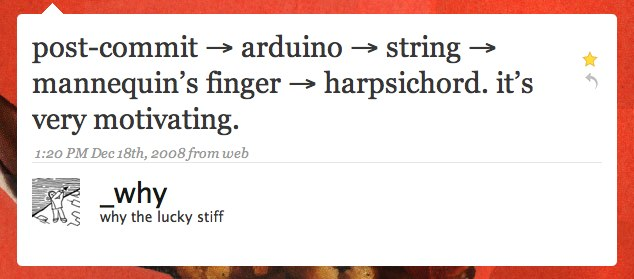 post-commit → arduino → string →
mannequin’s finger → harpsichord. it’s
very motivating.
1:20 PM Dec 18th, 2008 from web
_why
why the lucky stiff